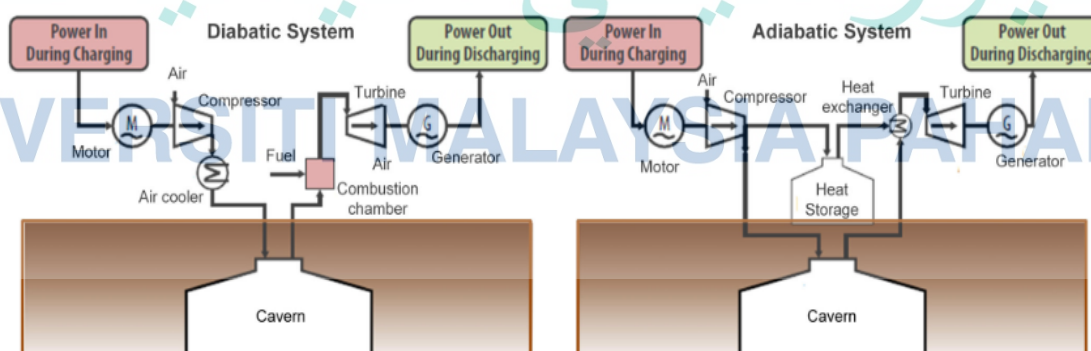 Power In
During Charging
Diabatic System
Power Out
During Discharging
Air
Compressor
Turbine
M
Motor
G
Generator
Fuel
Air
Air cooler
Combustion
chamber
Cavern
Power In
During Charging
Adiabatic System
Power Out
During Discharging
Air
Compressor
Heat
exchanger
Turbine
M
Motor
G
Generator
Heat
Storage
Cavern
VERSITI MALAYSIA PAHA